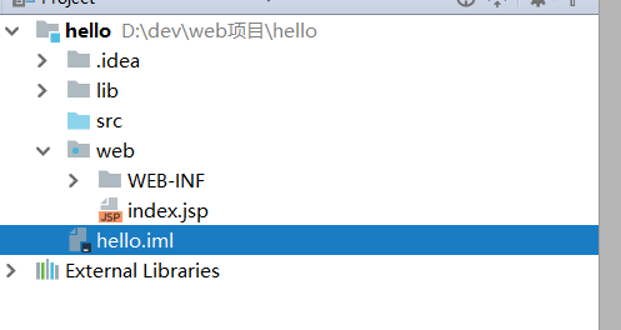 Project
hello D:\dev\web项目\hello
.idea
lib
src
web
WEB-INF
JSP index.jsp
hello.iml
External Libraries